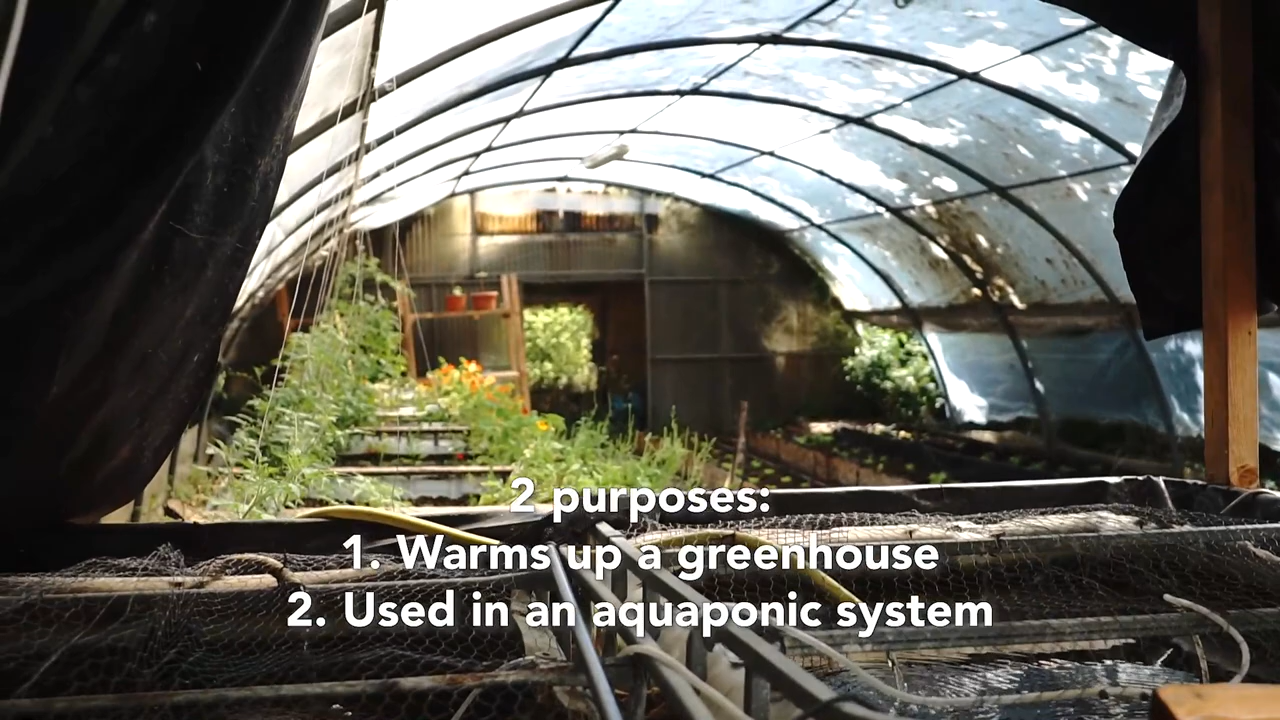 2 purposes:
1. Warms up a greenhouse
2. Used in an aquaponic system